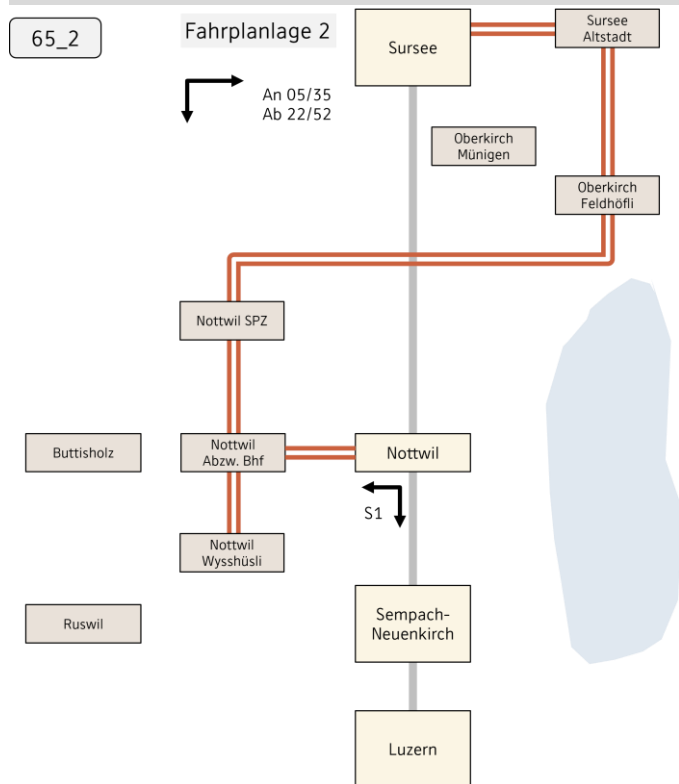 65_2
Fahrplanlage 2
An 05/35
Ab 22/52
Sursee
Sursee
Altstadt
Oberkirch
Münigen
Oberkirch
Feldhöfli
Nottwil SPZ
Buttisholz
Nottwil
Abzw. Bhf
Nottwil
S1
Nottwil
Wysshüsli
Ruswil
Sempach-
Neuenkirch
Luzern